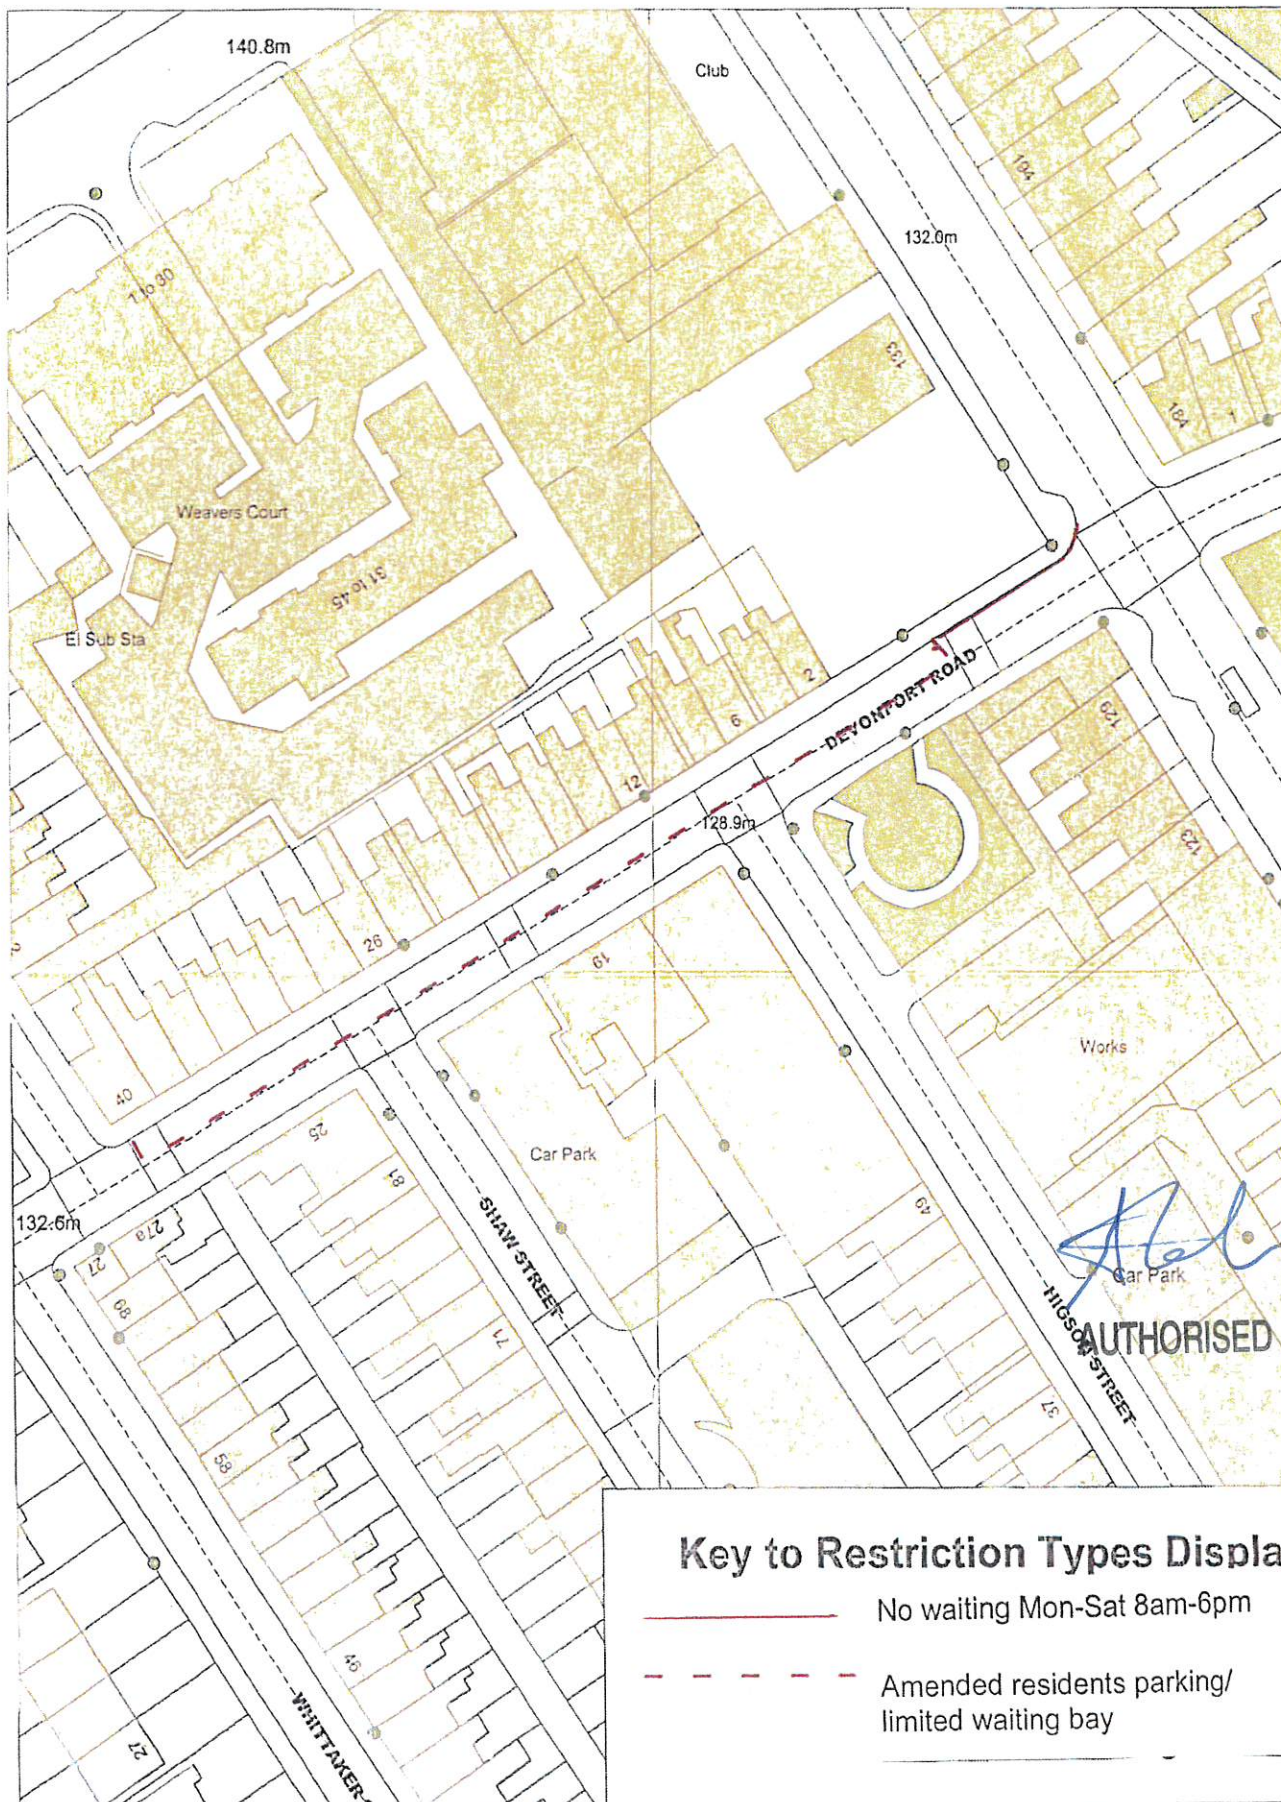 140.8m
Club
194
132.0m
1 to 30
133
184
1
Weavers Court
31 to 45
El Sub Sta
2
6
DEVONPORT ROAD
129
12
128.9m
123
26
19
Works
40
25
Car Park
81
49
132.6m
27a
27
SHAW STREET
89
71
Car Park
HIGSON STREET
AUTHORISED
37
58
46
27
WHITTAKER
Key to Restriction Types Displa
No waiting Mon-Sat 8am-6pm
Amended residents parking/
limited waiting bay